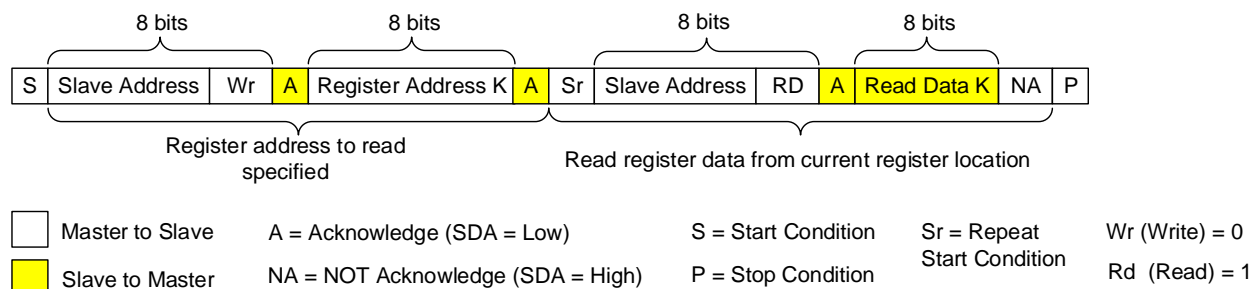 8 bits 8 bits 8 bits 8 bits
S Slave Address Wr A Register Address K A Sr Slave Address RD A Read Data K NA P
Register address to read
specified
Read register data from current register location
Master to Slave
A = Acknowledge (SDA = Low)
S = Start Condition
Sr = Repeat
Start Condition
Wr (Write) = 0
Slave to Master
NA = NOT Acknowledge (SDA = High)
P = Stop Condition
Rd (Read) = 1